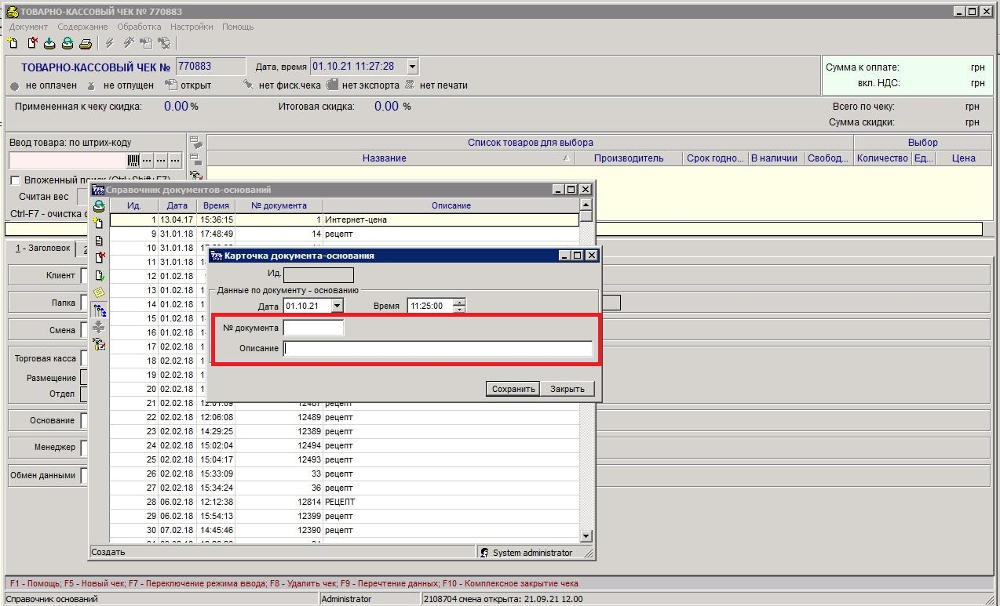 ТОВАРНО-КАССОВЫЙ ЧЕК № 770883
Документ Содержание Обработка Настройки Помощь
ТОВАРНО-КАССОВЫЙ ЧЕК № 770883 Дата, время 01.10.21 11:27:28
Сумма к оплате: грн
вкл. НДС: грн
не оплачен не отпущен открыт нет фиск.чека нет экспорта нет печати
Примененная к чеку скидка: 0.00 % Итоговая скидка: 0.00 %
Всего по чеку: грн
Сумма скидки: грн
Ввод товара: по штрих-коду
Список товаров для выбора Выбор
Название Производитель Срок годно... В наличии Свобод... Количество Ед... Цена
Вложенный поиск (Ctrl+Shift+F7)
Считан вес
Ctrl-F7 - очистка
1 - Заголовок 2
Клиент
Папка
Смена
Торговая касса
Размещение
Отдел
Основание
Менеджер
Обмен данными
Справочник документов-оснований
Ид. Дата Время № документа Описание
1 13.04.17 15:36:15 1 Интернет-цена
9 31.01.18 17:48:49 14 рецепт
10 31.01.18
11 31.01.18
12 01.02.18
13 01.02.18
14 01.02.18
15 01.02.18
16 01.02.18
17 02.02.18
18 02.02.18
19 02.02.18
20 02.02.18
21 02.02.18 12:01:09 12487 рецепт
22 02.02.18 12:06:08 12489 рецепт
23 02.02.18 14:29:25 12389 рецепт
24 02.02.18 15:02:04 12494 рецепт
25 02.02.18 15:04:17 12493 рецепт
26 02.02.18 15:33:09 33 рецепт
27 02.02.18 15:34:24 36 рецепт
28 06.02.18 12:12:38 12814 РЕЦЕПТ
29 06.02.18 15:54:13 12399 рецепт
30 07.02.18 14:45:46 12390 рецепт
Создать System administrator
Карточка документа-основания
Ид.
Данные по документу - основанию
Дата 01.10.21 Время 11:25:00
№ документа
Описание
Сохранить Закрыть
F1 - Помощь; F5 - Новый чек; F7 - Переключение режима ввода; F8 - Удалить чек; F9 - Перечтение данных; F10 - Комплексное закрытие чека
Справочник оснований Administrator 2108704 смена открыта: 21.09.21 12.00